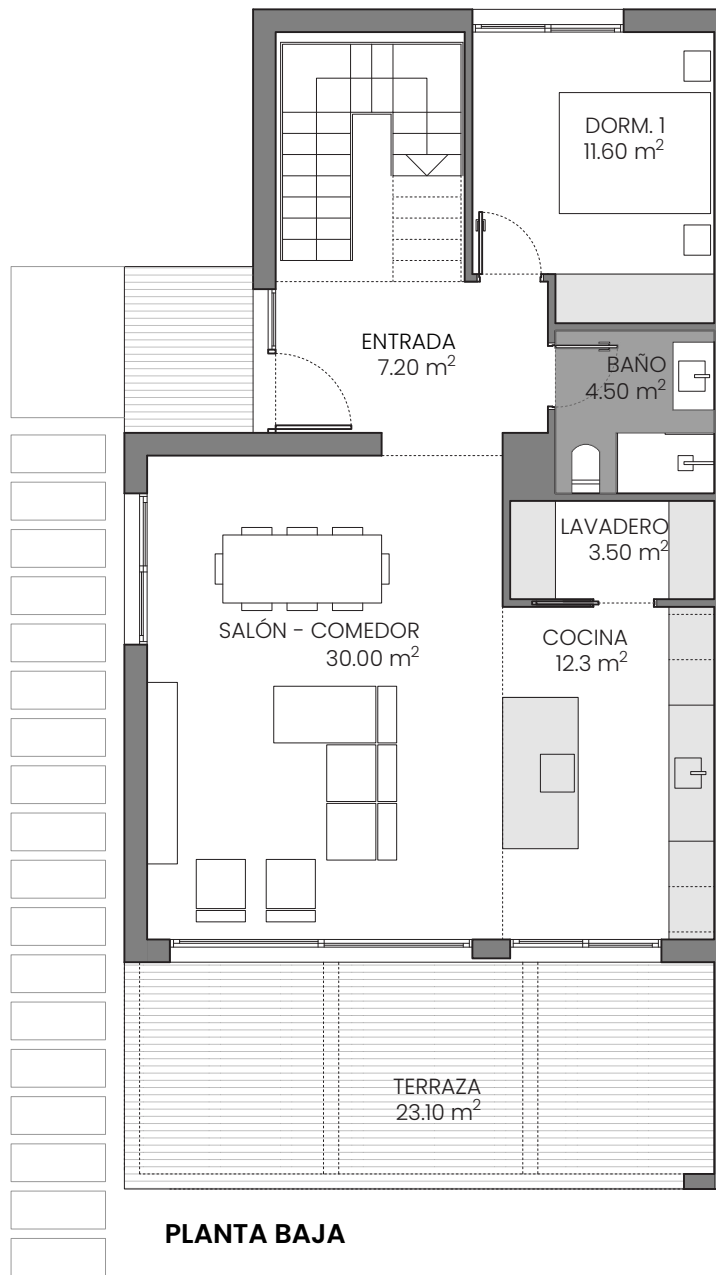 DORM. 1
11.60 m²
ENTRADA
7.20 m²
BAÑO
4.50 m²
LAVADERO
3.50 m²
SALÓN - COMEDOR
30.00 m²
COCINA
12.3 m²
TERRAZA
23.10 m²
PLANTA BAJA